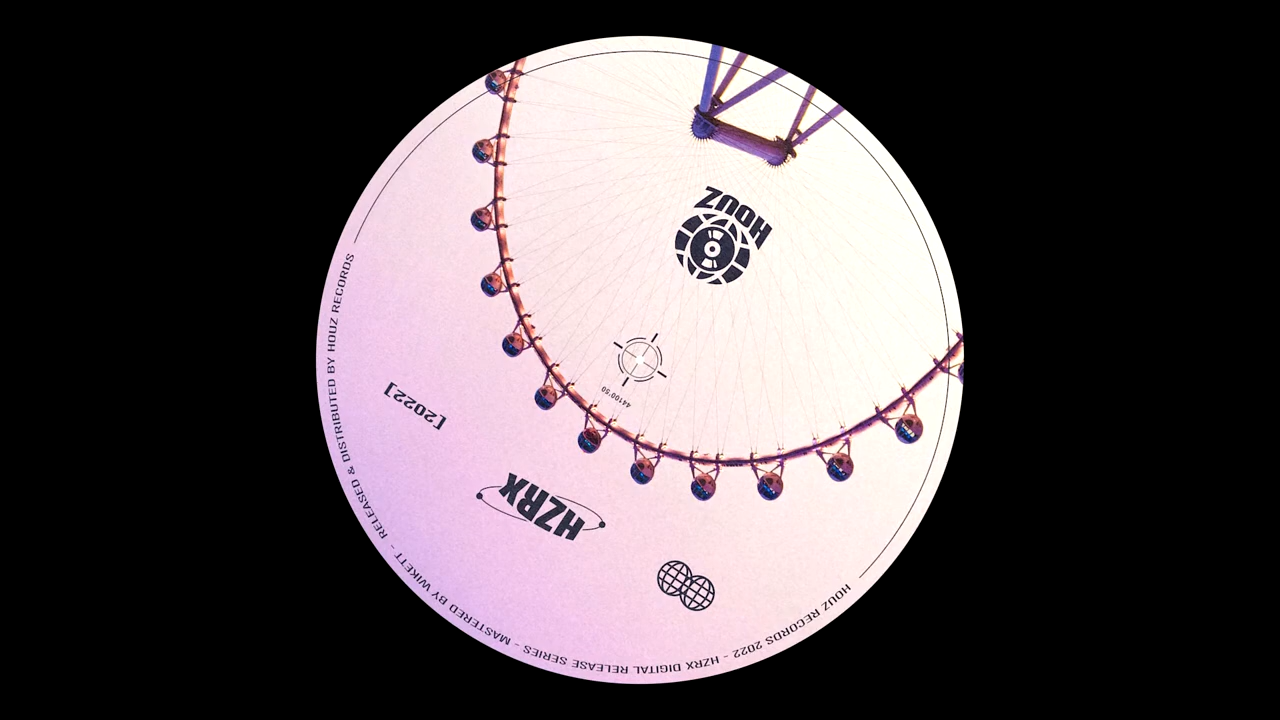 HOUZ
44100'50
[2022]
HZRX
HOUZ RECORDS 2022 - HZRX DIGITAL RELEASE SERIES - MASTERED BY WIKETT - RELEASED & DISTRIBUTED BY HOUZ RECORDS